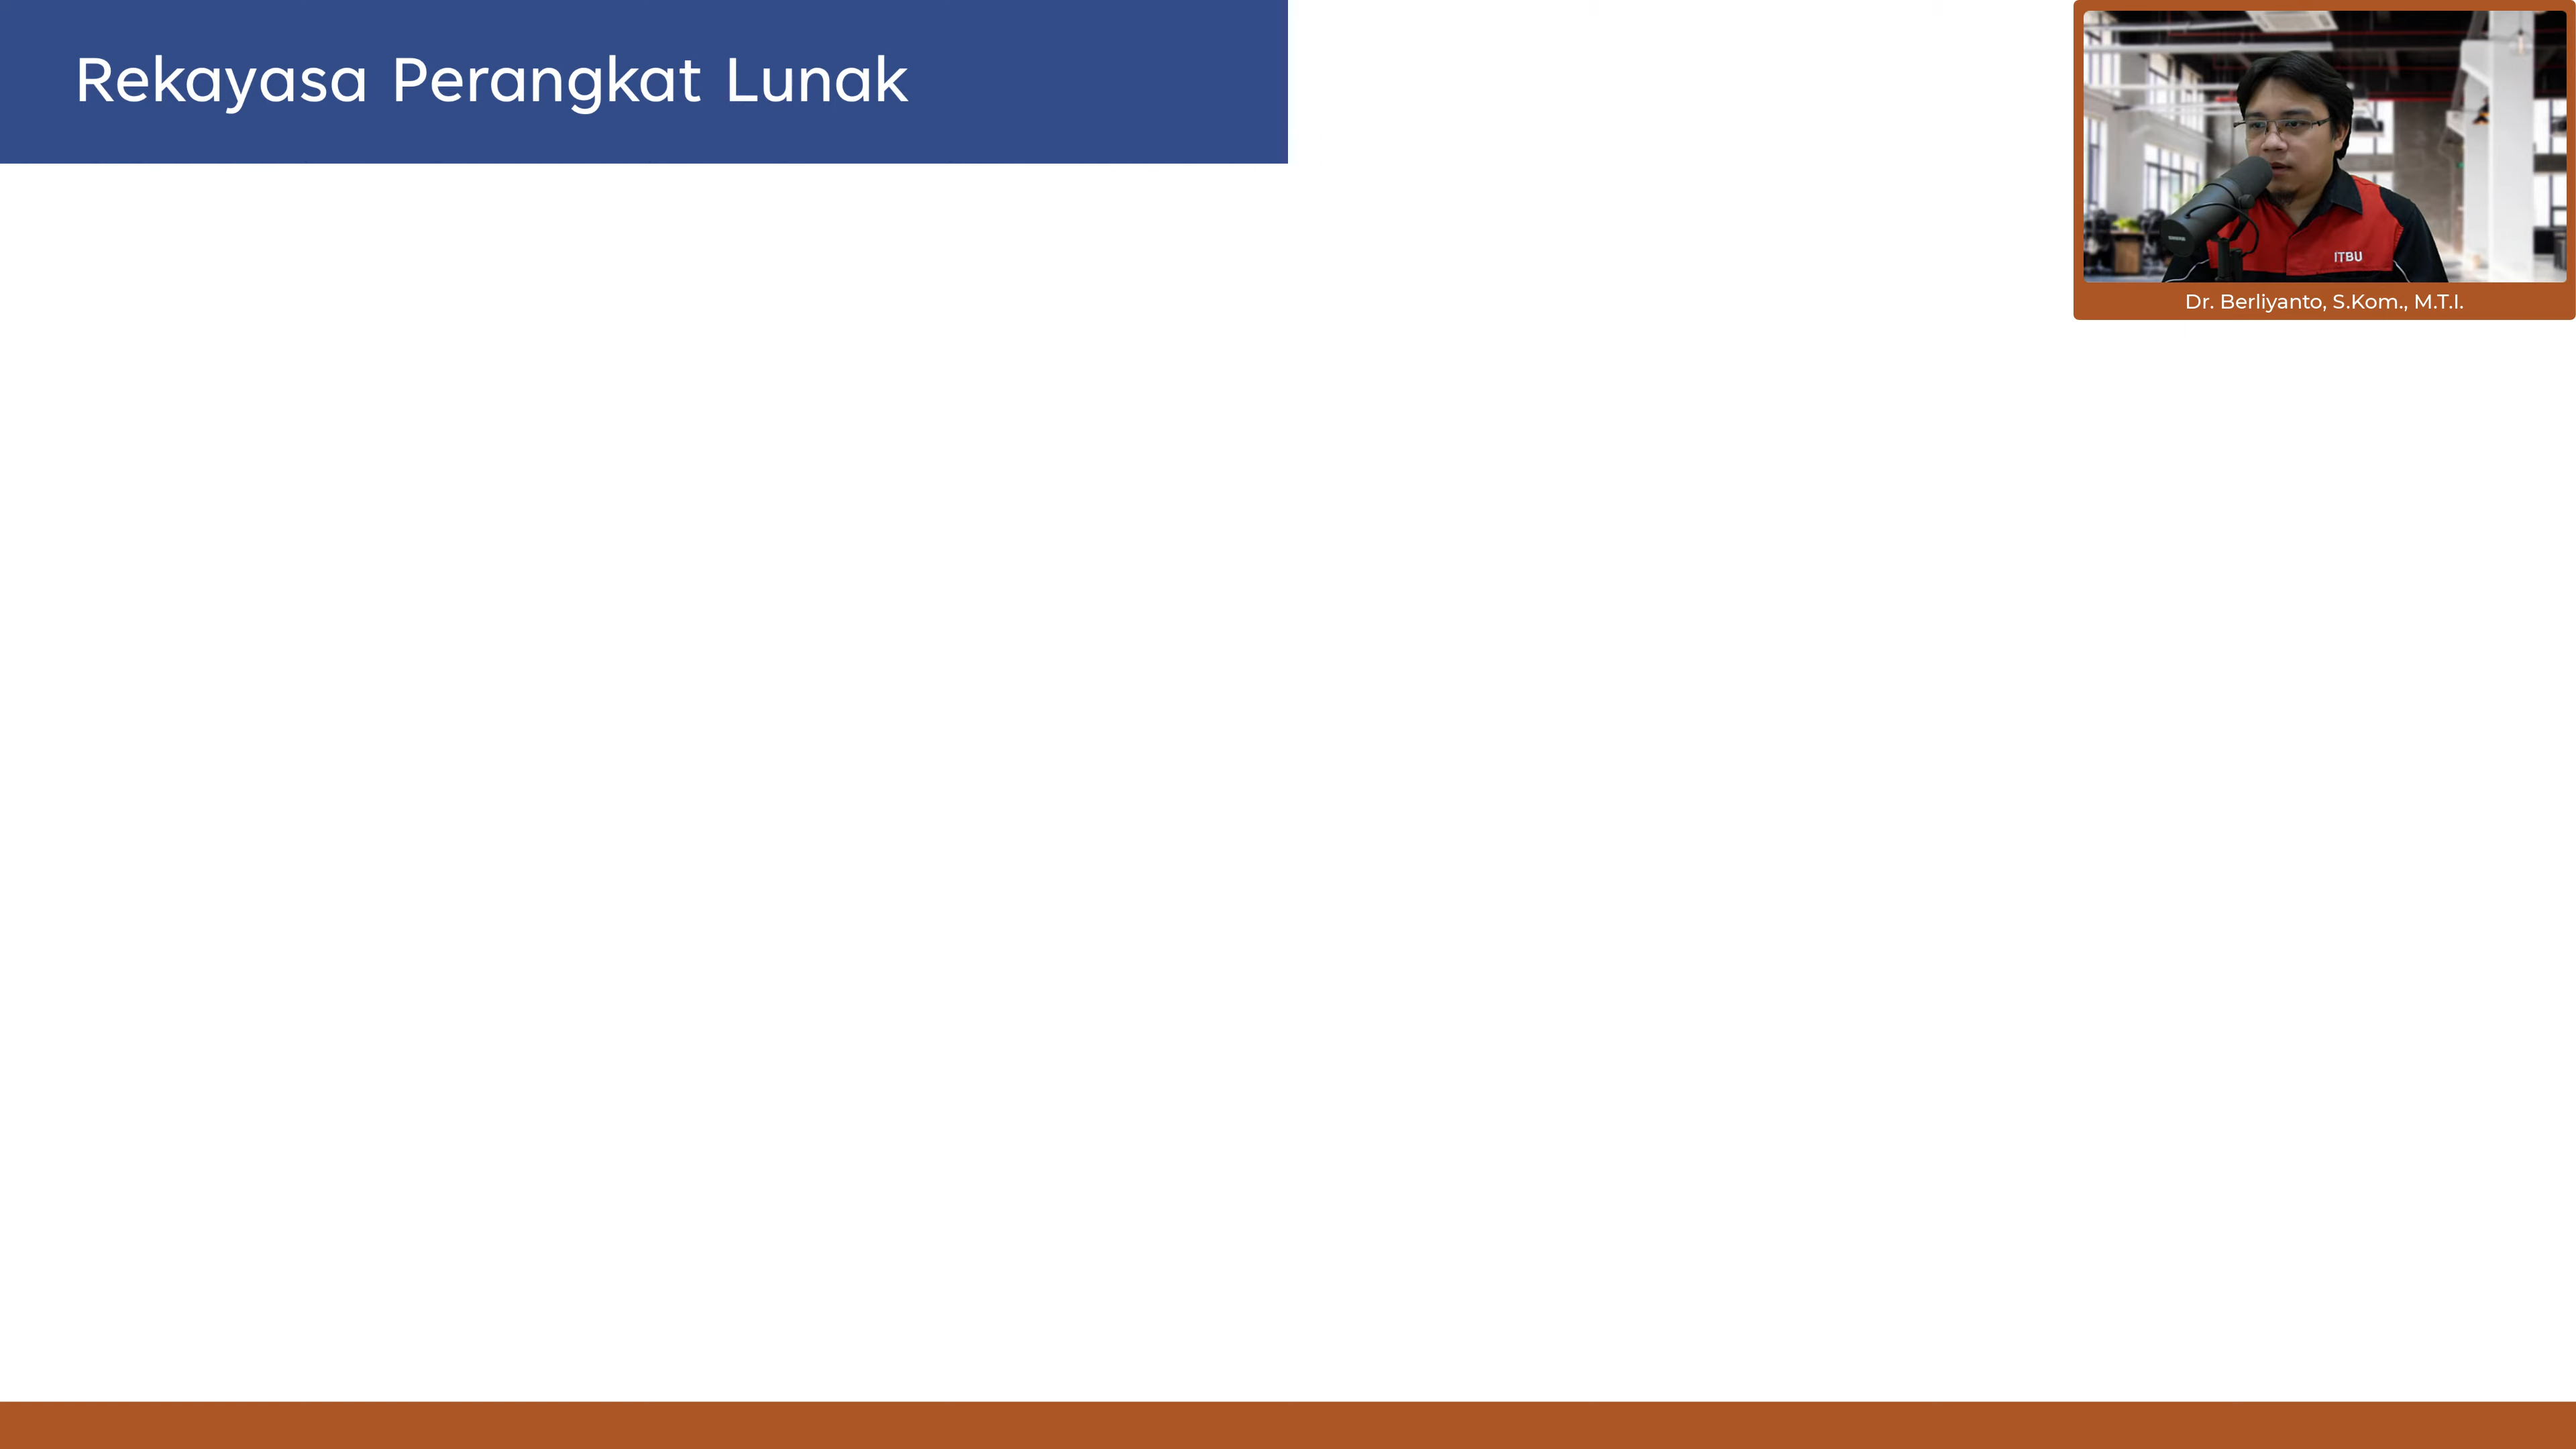 Rekayasa Perangkat Lunak
ITBU
Dr. Berliyanto, S.Kom., M.T.I.